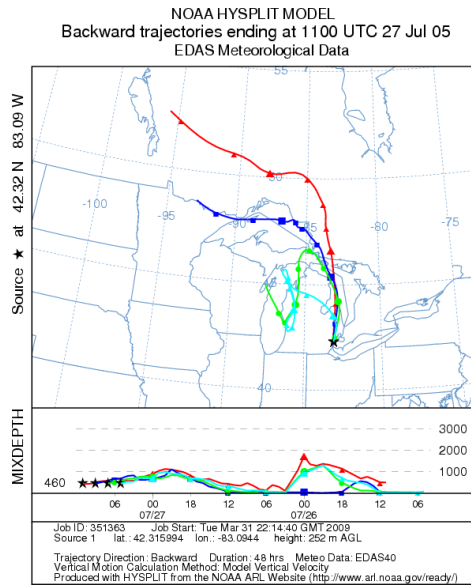 NOAA HYSPLIT MODEL
Backward trajectories ending at 1100 UTC 27 Jul 05
EDAS Meteorological Data
Source ★ at 42.32 N 83.09 W
-100
-95
-90
-85
-80
-75
50
45
40
MIXDEPTH
460
3000
2000
1000
06 00 18 12 06 00 18 12 06
07/27 07/26
Job ID: 351363 Job Start: Tue Mar 31 22:14:40 GMT 2009
Source 1 lat.: 42.315994 lon.: -83.0944 height: 252 m AGL
Trajectory Direction: Backward Duration: 48 hrs Meteo Data: EDAS40
Vertical Motion Calculation Method: Model Vertical Velocity
Produced with HYSPLIT from the NOAA ARL Website (http://www.arl.noaa.gov/ready/)